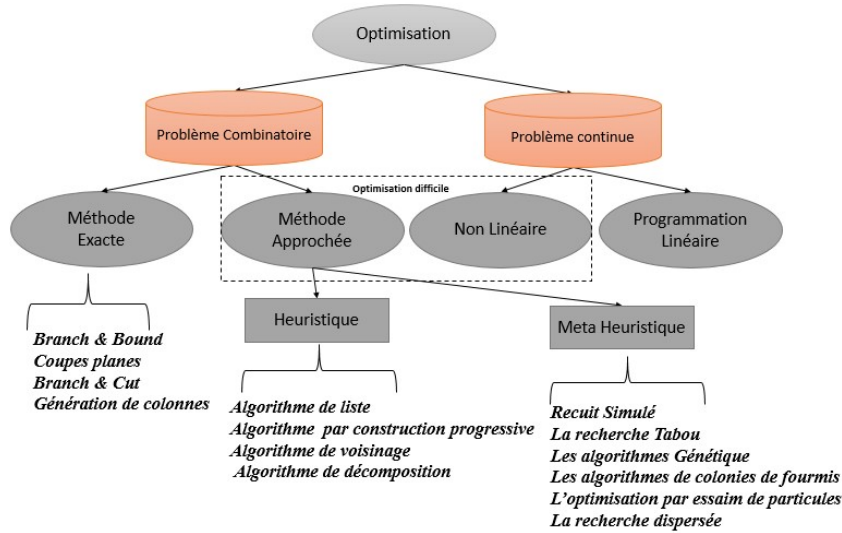 Optimisation
Problème Combinatoire
Problème continue
Optimisation difficile
Méthode
Exacte
Méthode
Approchée
Non Linéaire
Programmation
Linéaire
Heuristique
Meta Heuristique
Branch & Bound
Coupes planes
Branch & Cut
Génération de colonnes
Algorithme de liste
Algorithme par construction progressive
Algorithme de voisinage
Algorithme de décomposition
Recuit Simulé
La recherche Tabou
Les algorithmes Génétique
Les algorithmes de colonies de fourmis
L'optimisation par essaim de particules
La recherche dispersée